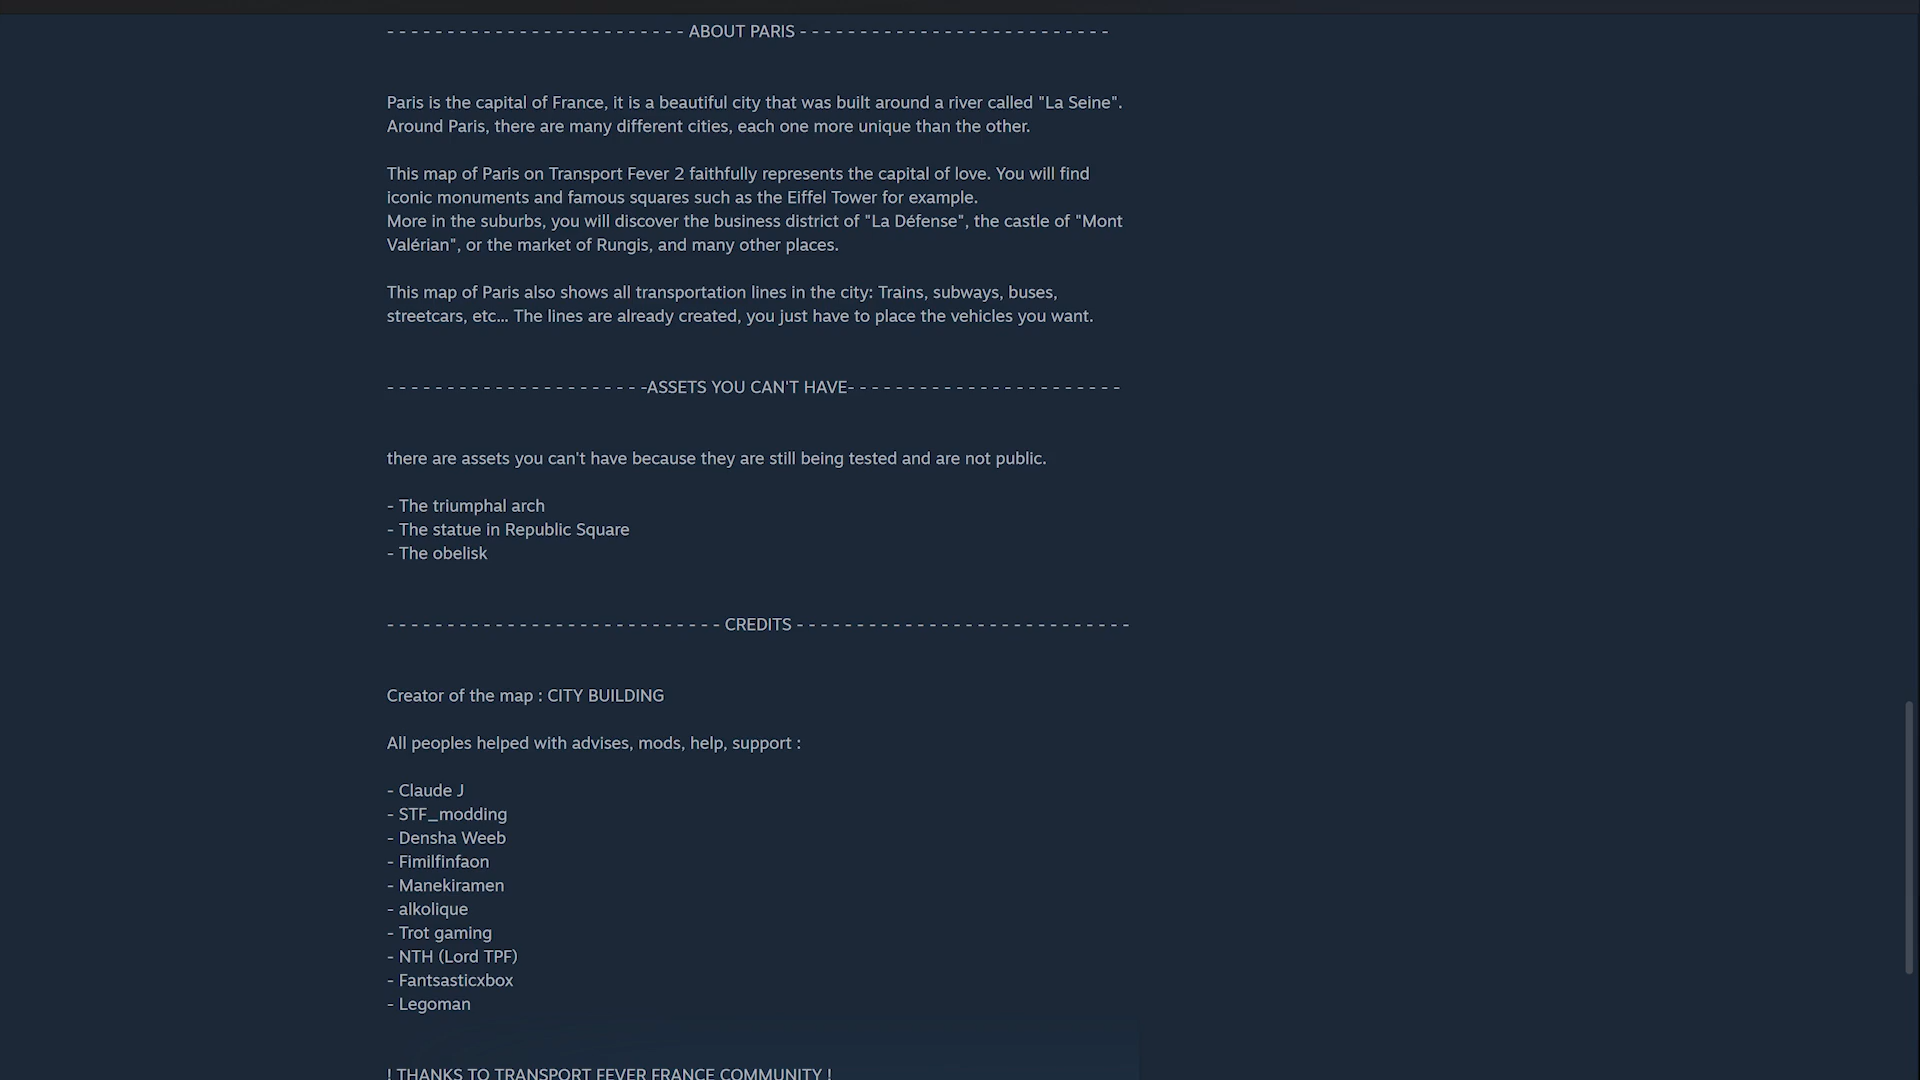 - - - - - - - - - - - - - - - - - - - - - - - - - ABOUT PARIS - - - - - - - - - - - - - - - - - - - - - - - - - -
Paris is the capital of France, it is a beautiful city that was built around a river called "La Seine".
Around Paris, there are many different cities, each one more unique than the other.
This map of Paris on Transport Fever 2 faithfully represents the capital of love. You will find
iconic monuments and famous squares such as the Eiffel Tower for example.
More in the suburbs, you will discover the business district of "La Défense", the castle of "Mont
Valérian", or the market of Rungis, and many other places.
This map of Paris also shows all transportation lines in the city: Trains, subways, buses,
streetcars, etc... The lines are already created, you just have to place the vehicles you want.
- - - - - - - - - - - - - - - - - - - - - -ASSETS YOU CAN'T HAVE- - - - - - - - - - - - - - - - - - - - - - -
there are assets you can't have because they are still being tested and are not public.
- The triumphal arch
- The statue in Republic Square
- The obelisk
- - - - - - - - - - - - - - - - - - - - - - - - - - - - CREDITS - - - - - - - - - - - - - - - - - - - - - - - - - - - -
Creator of the map : CITY BUILDING
All peoples helped with advises, mods, help, support :
- Claude J
- STF_modding
- Densha Weeb
- Fimilfinfaon
- Manekiramen
- alkolique
- Trot gaming
- NTH (Lord TPF)
- Fantsasticxbox
- Legoman
! THANKS TO TRANSPORT FEVER FRANCE COMMUNITY !